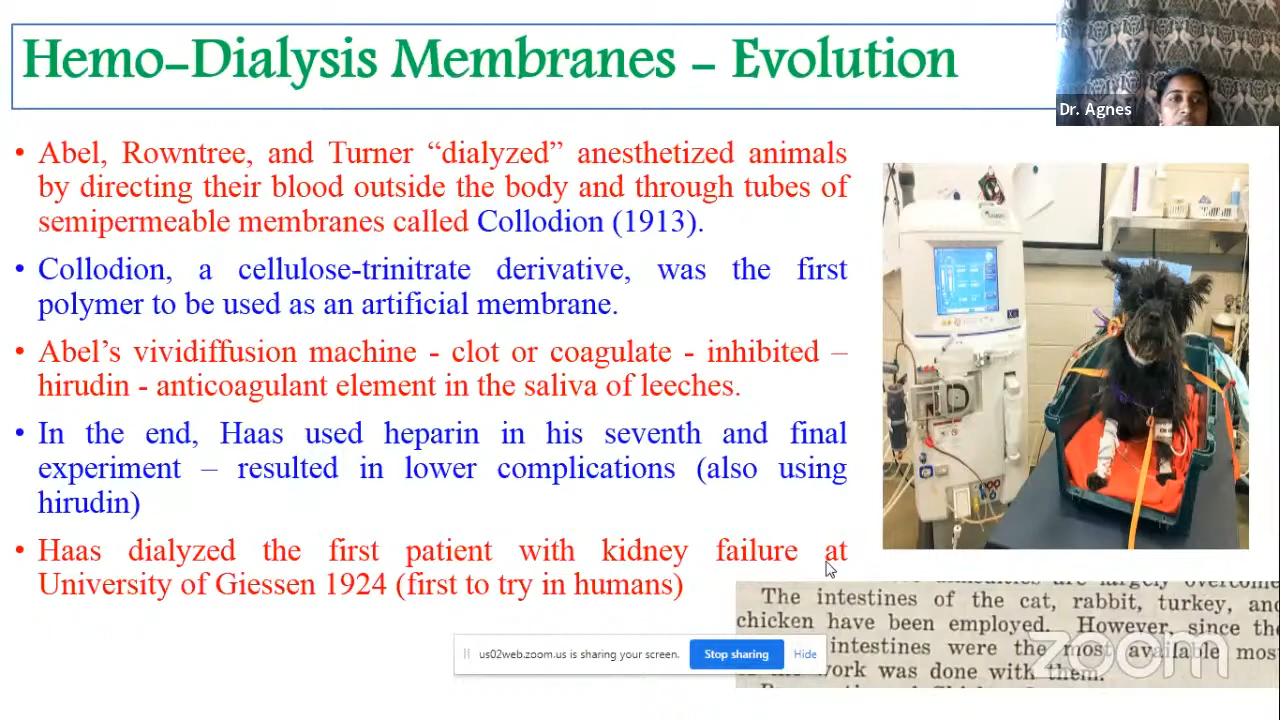 Hemo-Dialysis Membranes - Evolution
Dr. Agnes
• Abel, Rowntree, and Turner “dialyzed” anesthetized animals
by directing their blood outside the body and through tubes of
semipermeable membranes called Collodion (1913).
• Collodion, a cellulose-trinitrate derivative, was the first
polymer to be used as an artificial membrane.
• Abel’s vividiffusion machine - clot or coagulate - inhibited –
hirudin - anticoagulant element in the saliva of leeches.
• In the end, Haas used heparin in his seventh and final
experiment – resulted in lower complications (also using
hirudin)
• Haas dialyzed the first patient with kidney failure at
University of Giessen 1924 (first to try in humans)
are largely overcome
The intestines of the cat, rabbit, turkey, and
chicken have been employed. However, since the
intestines were the most available most
work was done with them.
us02web.zoom.us is sharing your screen.
Stop sharing
Hide
zoom